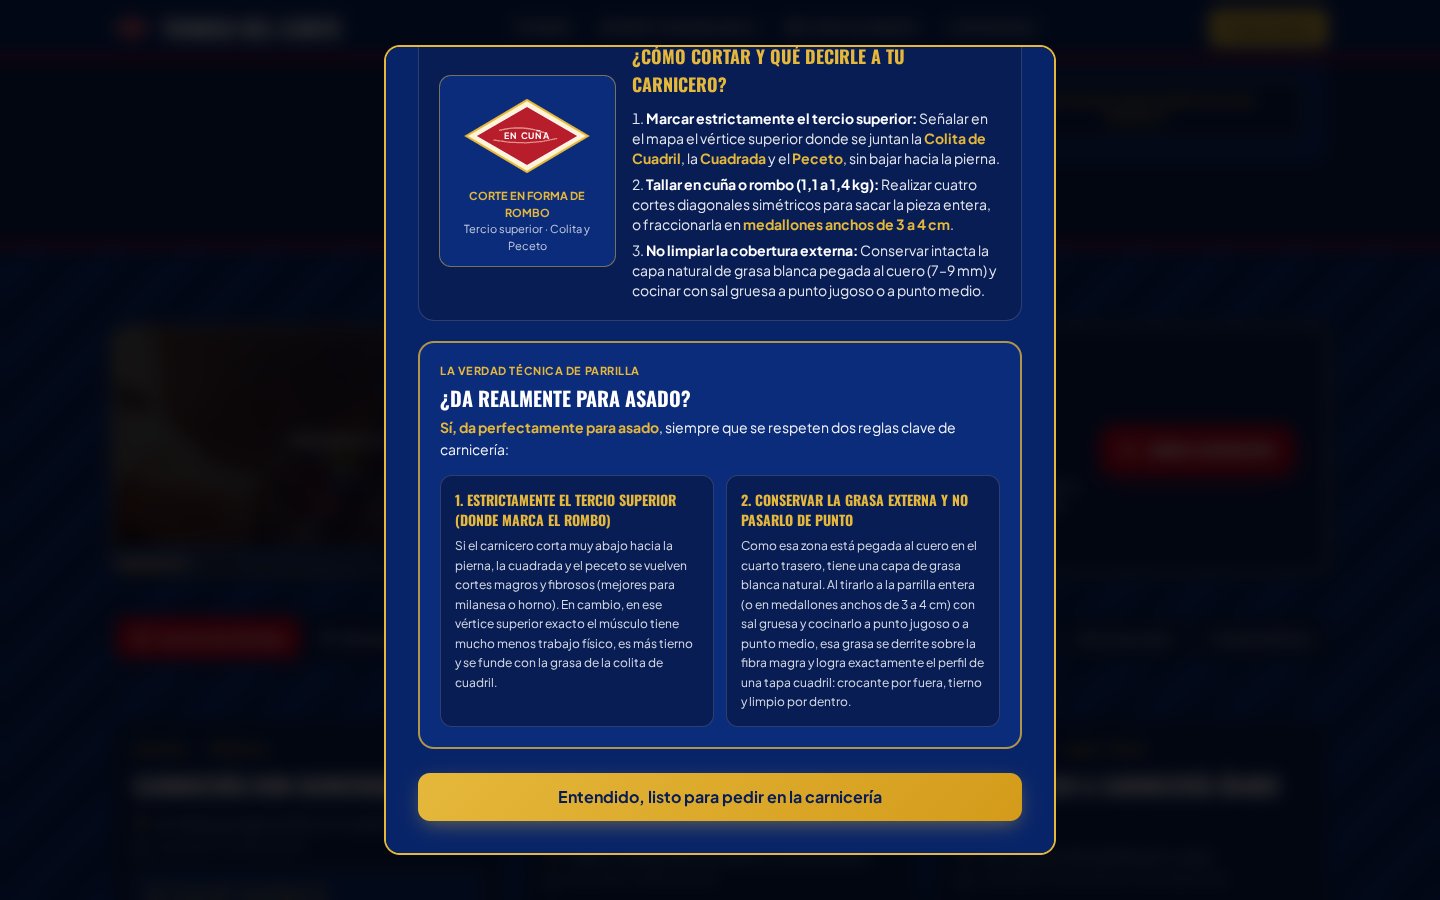 EN CUÑA
CORTE EN FORMA DE
ROMBO
Tercio superior · Colita y
Peceto
¿CÓMO CORTAR Y QUÉ DECIRLE A TU
CARNICERO?
1. Marcar estrictamente el tercio superior: Señalar en
el mapa el vértice superior donde se juntan la Colita de
Cuadril, la Cuadrada y el Peceto, sin bajar hacia la pierna.
2. Tallar en cuña o rombo (1,1 a 1,4 kg): Realizar cuatro
cortes diagonales simétricos para sacar la pieza entera,
o fraccionarla en medallones anchos de 3 a 4 cm.
3. No limpiar la cobertura externa: Conservar intacta la
capa natural de grasa blanca pegada al cuero (7–9 mm) y
cocinar con sal gruesa a punto jugoso o a punto medio.
LA VERDAD TÉCNICA DE PARRILLA
¿DA REALMENTE PARA ASADO?
Sí, da perfectamente para asado, siempre que se respeten dos reglas clave de
carnicería:
1. ESTRICTAMENTE EL TERCIO SUPERIOR
(DONDE MARCA EL ROMBO)
Si el carnicero corta muy abajo hacia la
pierna, la cuadrada y el peceto se vuelven
cortes magros y fibrosos (mejores para
milanesa o horno). En cambio, en ese
vértice superior exacto el músculo tiene
mucho menos trabajo físico, es más tierno
y se funde con la grasa de la colita de
cuadril.
2. CONSERVAR LA GRASA EXTERNA Y NO
PASARLO DE PUNTO
Como esa zona está pegada al cuero en el
cuarto trasero, tiene una capa de grasa
blanca natural. Al tirarlo a la parrilla entera
(o en medallones anchos de 3 a 4 cm) con
sal gruesa y cocinarlo a punto jugoso o a
punto medio, esa grasa se derrite sobre la
fibra magra y logra exactamente el perfil de
una tapa cuadril: crocante por fuera, tierno
y limpio por dentro.
Entendido, listo para pedir en la carnicería